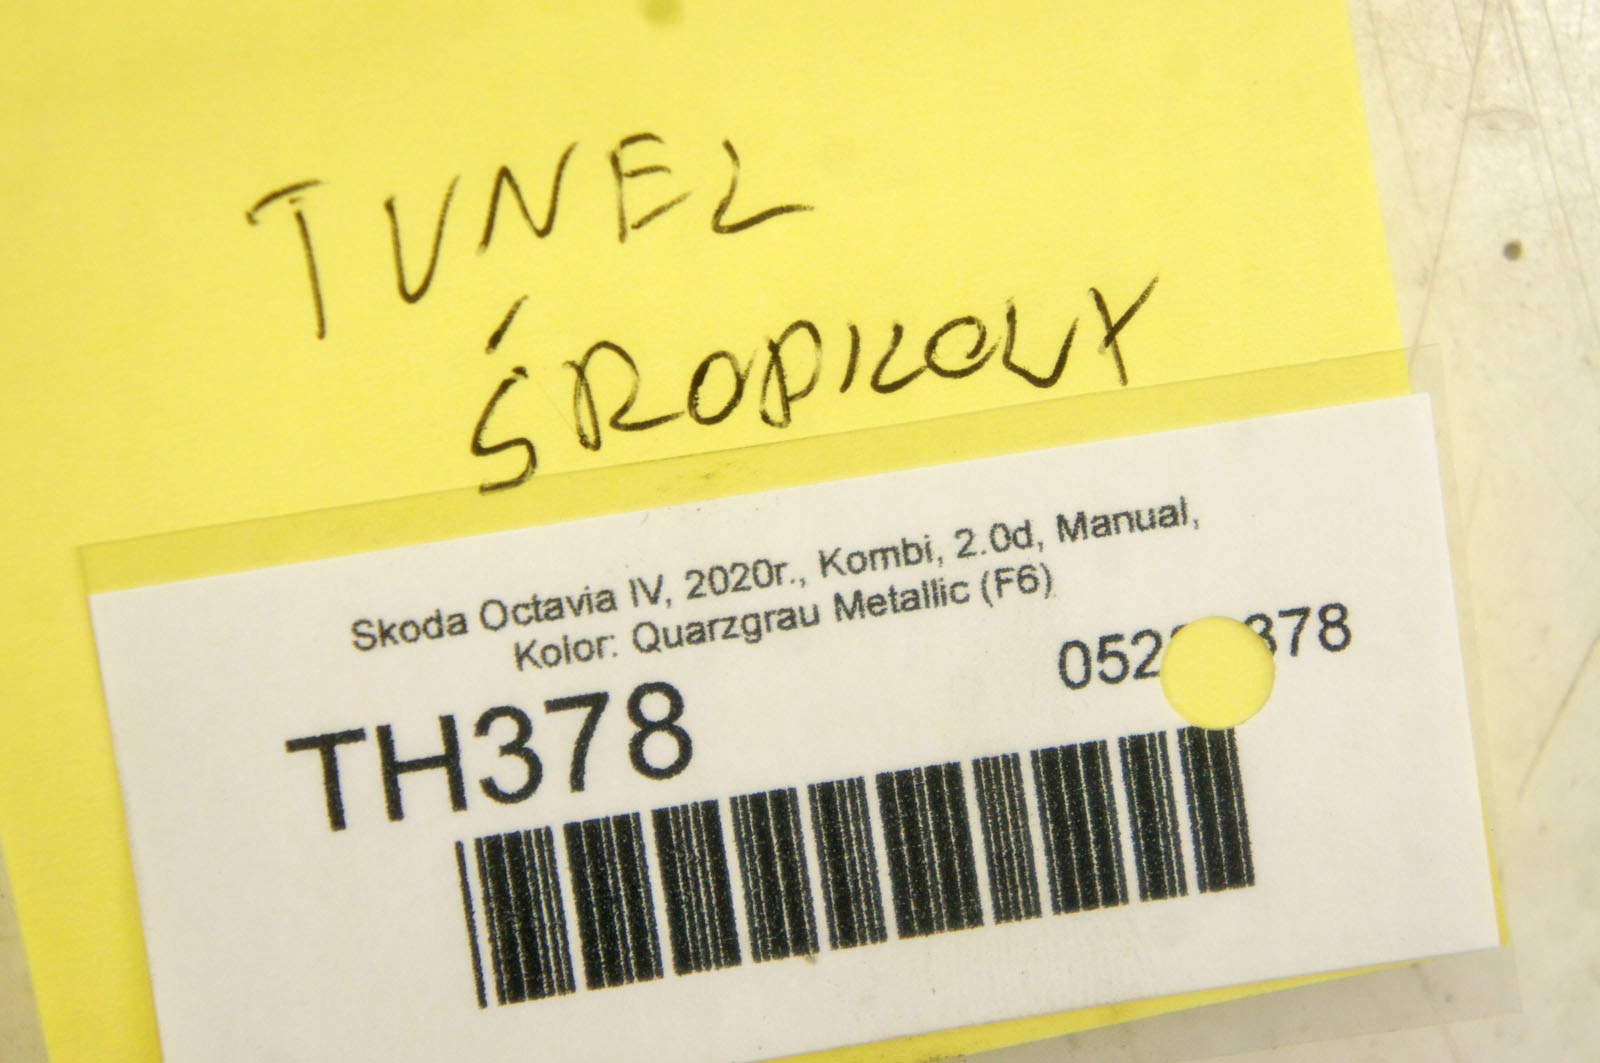 TUNEL
ŚRODKOWY
Skoda Octavia IV, 2020r., Kombi, 2.0d, Manual,
Kolor: Quarzgrau Metallic (F6)
TH378